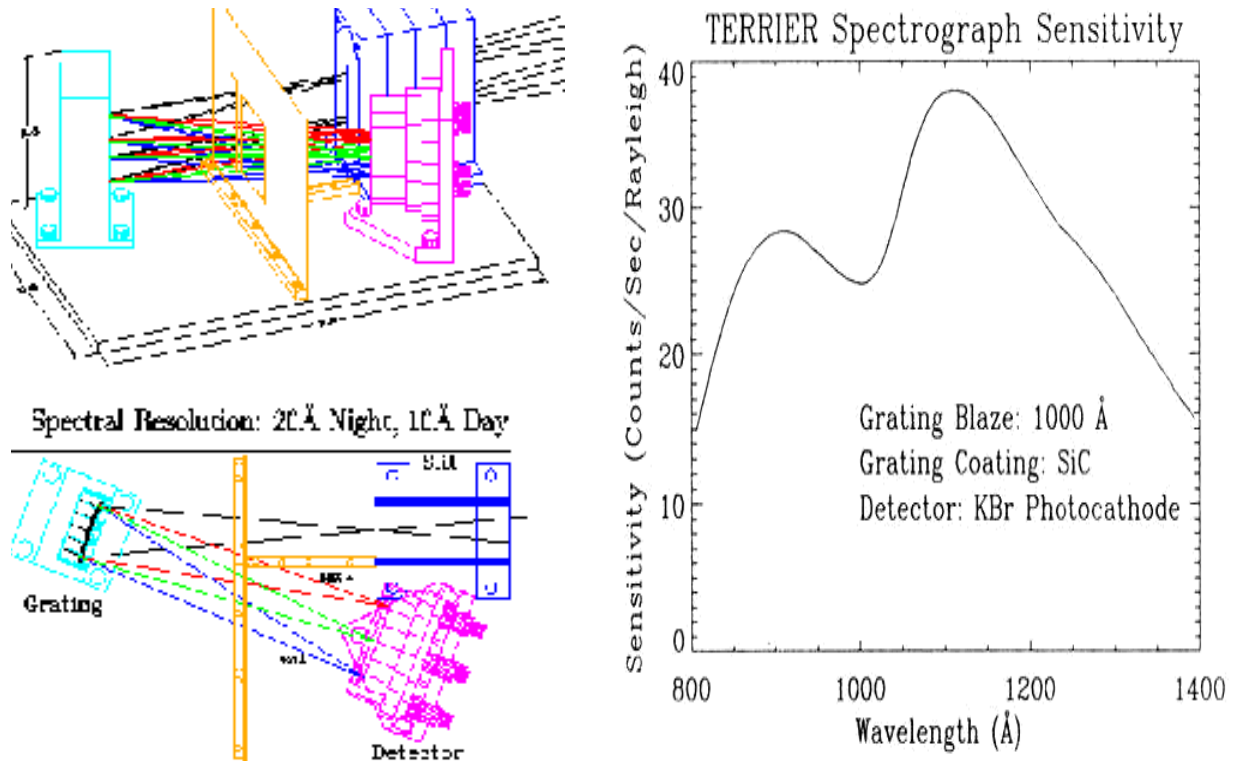 Spectral Resolution: 20Å Night, 10Å Day
Slit
Grating
Detector
TERRIER Spectrograph Sensitivity
Sensitivity (Counts/Sec/Rayleigh)
40
30
20
10
0
Grating Blaze: 1000 Å
Grating Coating: SiC
Detector: KBr Photocathode
800
1000
1200
1400
Wavelength (Å)